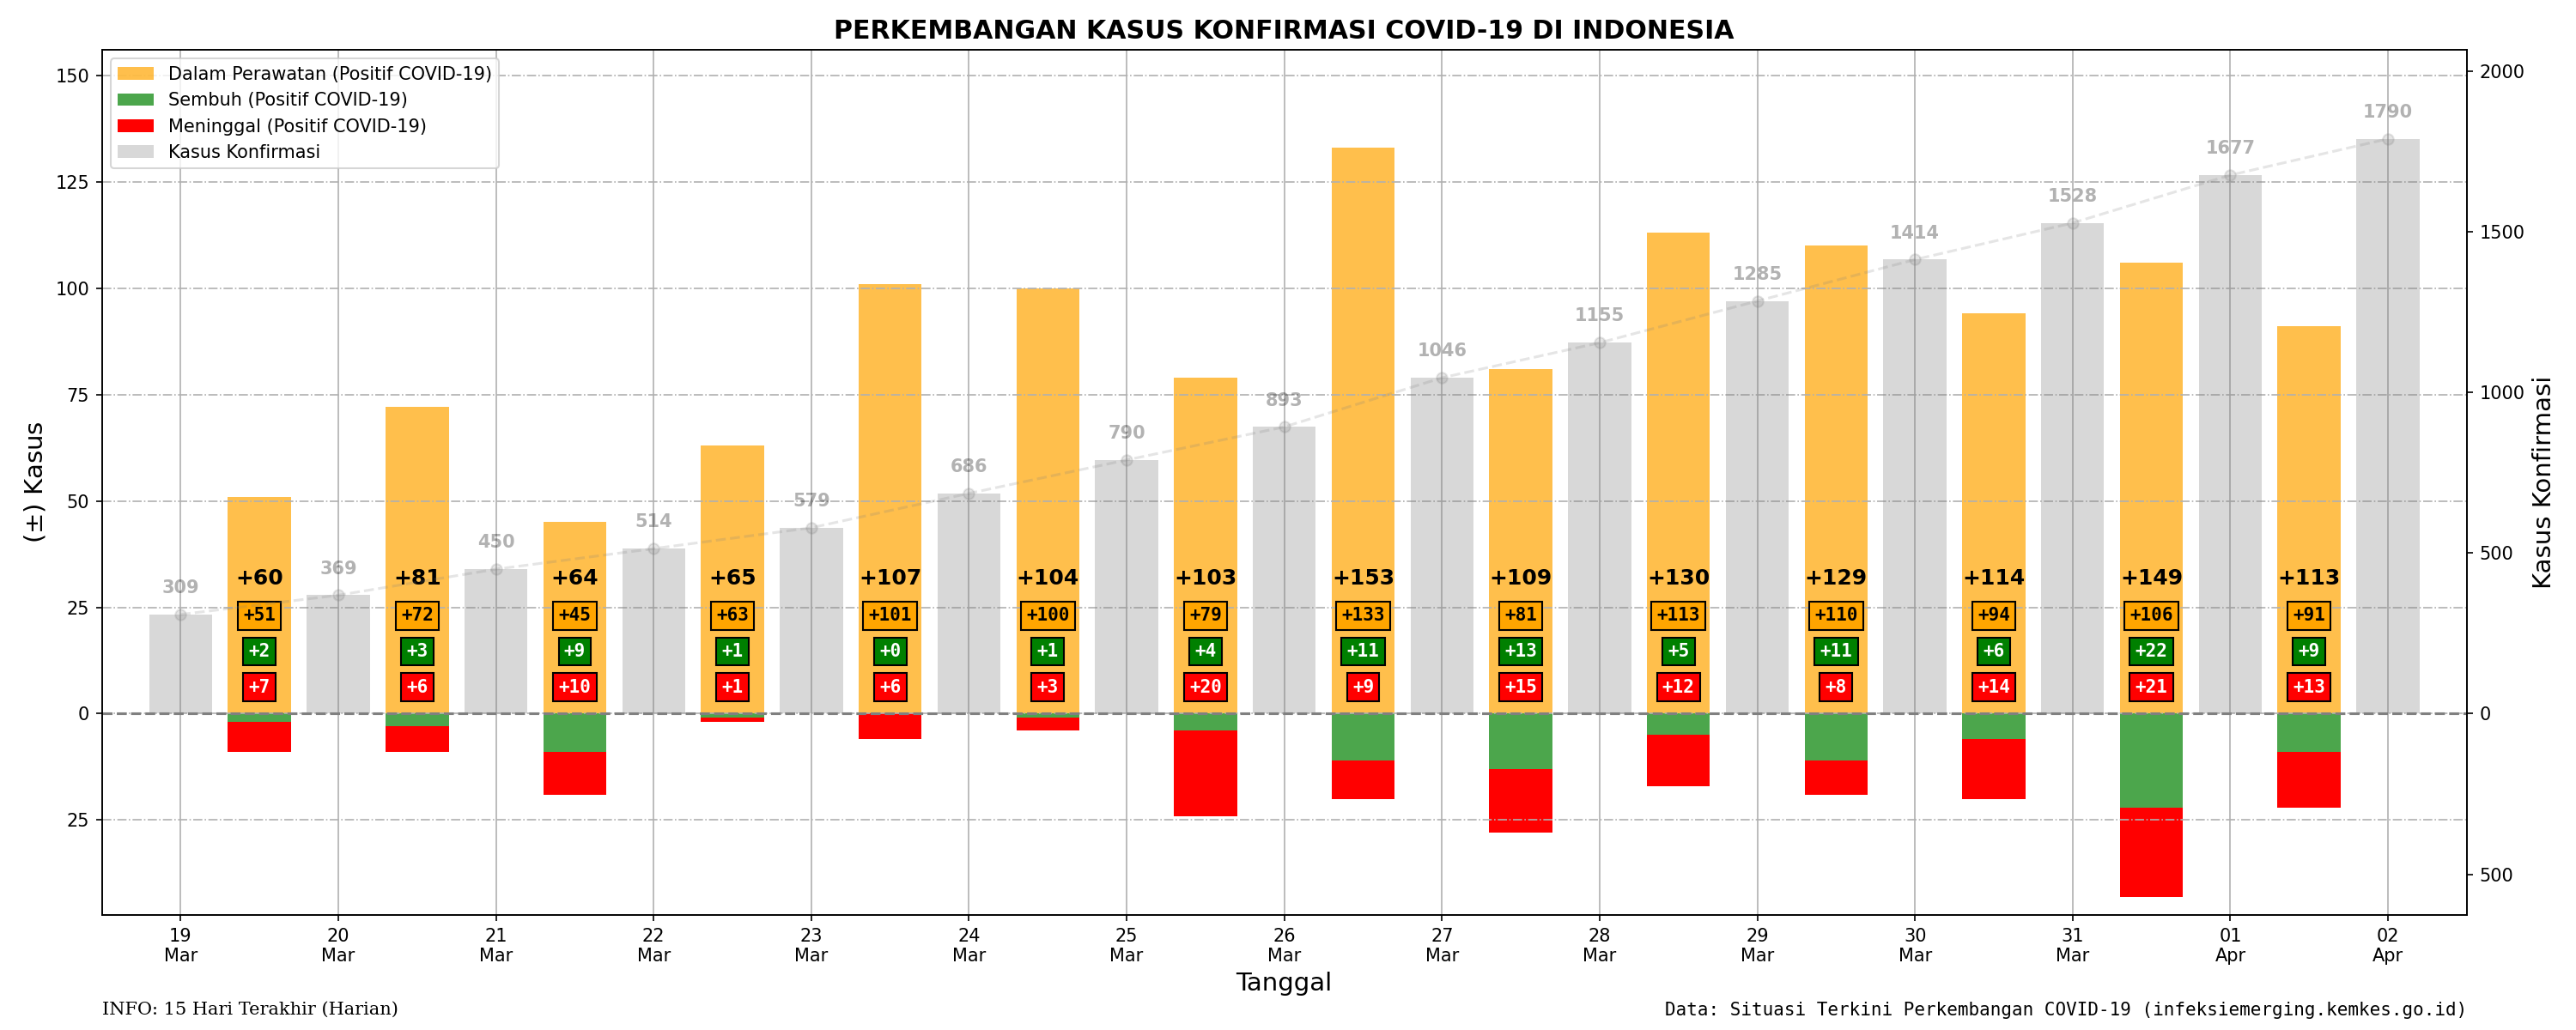 PERKEMBANGAN KASUS KONFIRMASI COVID-19 DI INDONESIA
Dalam Perawatan (Positif COVID-19)
Sembuh (Positif COVID-19)
Meninggal (Positif COVID-19)
Kasus Konfirmasi
(±) Kasus
150
125
100
75
50
25
0
25
309 369 450 514 579 686 790 893 1046 1155 1285 1414 1528 1677 1790
+60 +81 +64 +65 +107 +104 +103 +153 +109 +130 +129 +114 +149 +113
+51 +72 +45 +63 +101 +100 +79 +133 +81 +113 +110 +94 +106 +91
+2 +3 +9 +1 +0 +1 +4 +11 +13 +5 +11 +6 +22 +9
+7 +6 +10 +1 +6 +3 +20 +9 +15 +12 +8 +14 +21 +13
2000
1500
1000
500
0
500
Kasus Konfirmasi
19 20 21 22 23 24 25 26 27 28 29 30 31 01 02
Mar Mar Mar Mar Mar Mar Mar Mar Mar Mar Mar Mar Mar Apr Apr
Tanggal
INFO: 15 Hari Terakhir (Harian)
Data: Situasi Terkini Perkembangan COVID-19 (infeksiemerging.kemkes.go.id)